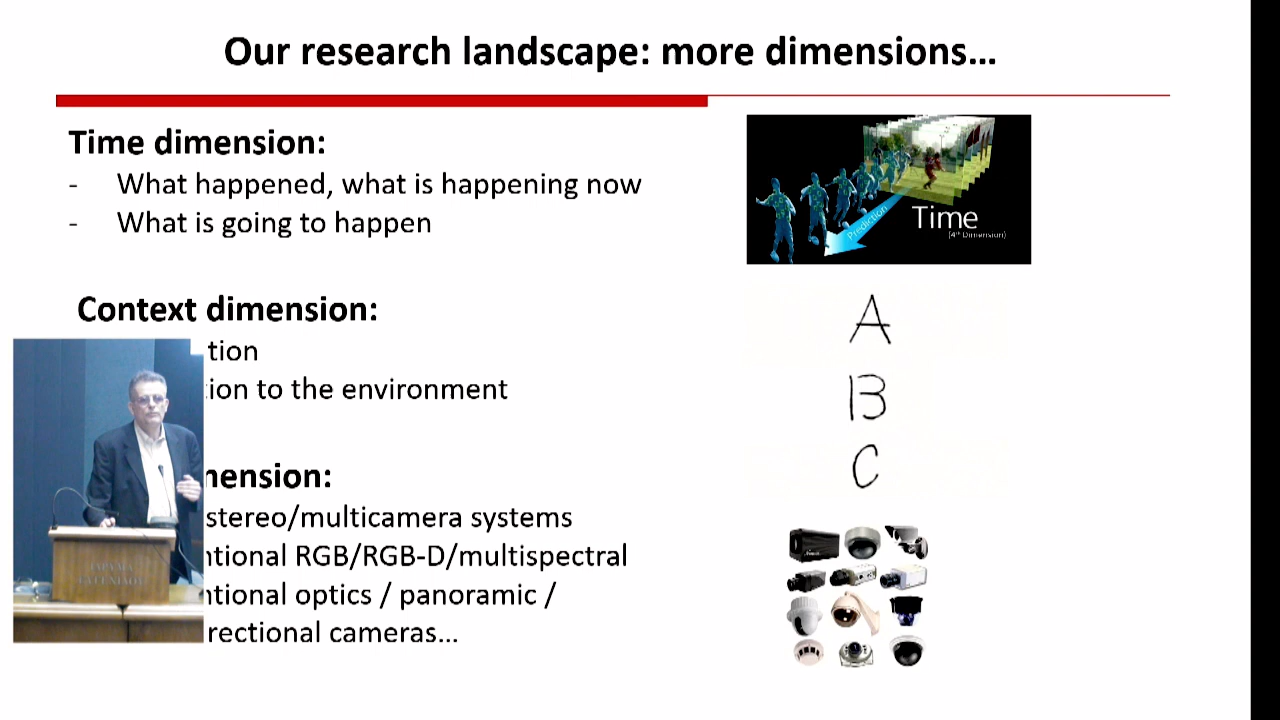 Our research landscape: more dimensions...
Time dimension:
- What happened, what is happening now
- What is going to happen
Prediction
Time
(4th Dimension)
Context dimension:
tion
tion to the environment
A
B
C
mension:
stereo/multicamera systems
ntional RGB/RGB-D/multispectral
ntional optics / panoramic /
rectional cameras...